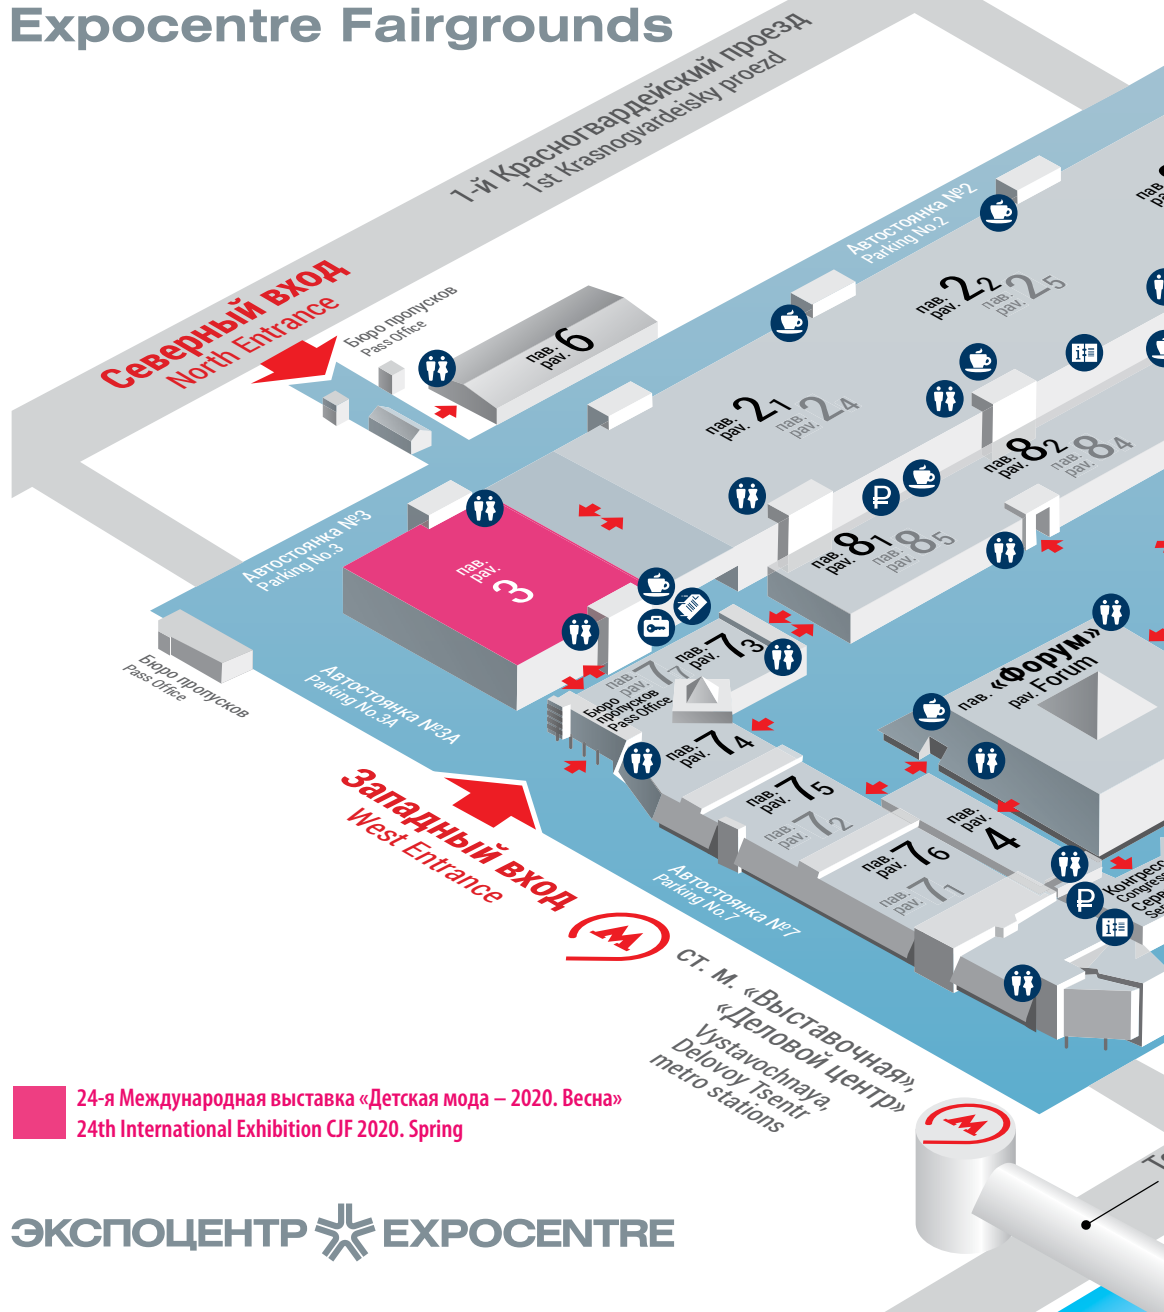 Expocentre Fairgrounds
1-й Красногвардейский проезд
1st Krasnogvardeisky proezd
Северный вход
North Entrance
Бюро пропусков
Pass Office
пав.
pav. 6
Автостоянка №2
Parking No.2
пав.
pav. 2 2
пав.
pav. 2 5
пав.
pav. 2 1
пав.
pav. 2 4
пав.
pav. 8 2
пав.
pav. 8 4
пав.
pav. 8 1
пав.
pav. 8 5
Автостоянка №3
Parking No.3
пав.
pav. 3
Бюро пропусков
Pass Office
Автостоянка №3А
Parking No.3A
пав.
pav. 7 7
пав.
pav. 7 3
Бюро
пропусков
Pass Office
пав. «Форум»
pav. Forum
пав.
pav. 7 4
пав.
pav. 7 5
пав.
pav. 7 2
пав.
pav. 4
пав.
pav. 7 6
пав.
pav. 7 1
Западный вход
West Entrance
Автостоянка №7
Parking No.7
ст. м. «Выставочная»,
«Деловой центр»
Vystavochnaya,
Delovoy Tsentr
metro stations
24-я Международная выставка «Детская мода – 2020. Весна»
24th International Exhibition CJF 2020. Spring
ЭКСПОЦЕНТР EXPOCENTRE